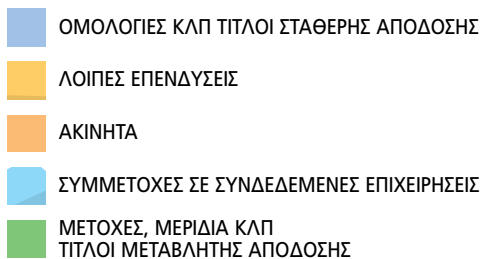 ΟΜΟΛΟΓΙΕΣ ΚΛΠ ΤΙΤΛΟΙ ΣΤΑΘΕΡΗΣ ΑΠΟΔΟΣΗΣ
ΛΟΙΠΕΣ ΕΠΕΝΔΥΣΕΙΣ
ΑΚΙΝΗΤΑ
ΣΥΜΜΕΤΟΧΕΣ ΣΕ ΣΥΝΔΕΔΕΜΕΝΕΣ ΕΠΙΧΕΙΡΗΣΕΙΣ
ΜΕΤΟΧΕΣ, ΜΕΡΙΔΙΑ ΚΛΠ
ΤΙΤΛΟΙ ΜΕΤΑΒΛΗΤΗΣ ΑΠΟΔΟΣΗΣ